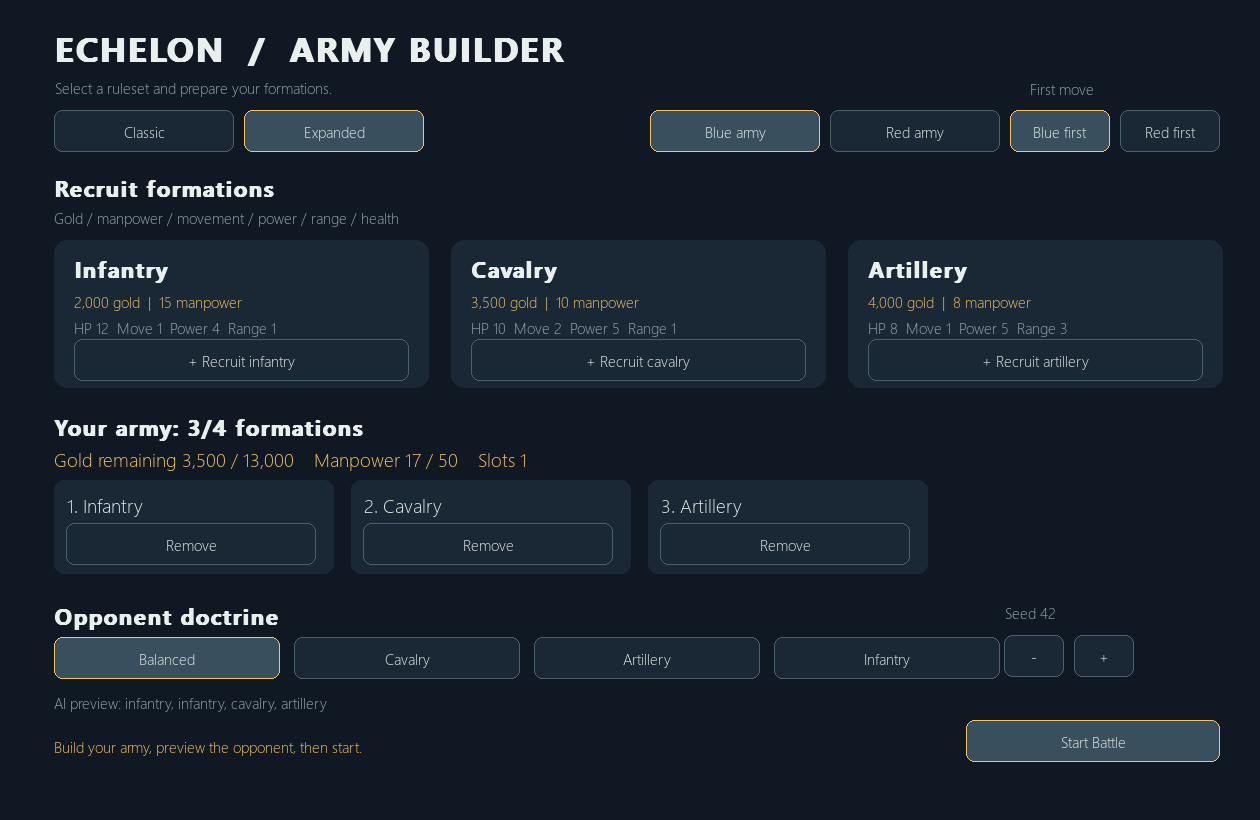 ECHELON / ARMY BUILDER
Select a ruleset and prepare your formations.
First move
Classic
Expanded
Blue army
Red army
Blue first
Red first
Recruit formations
Gold / manpower / movement / power / range / health
Infantry
2,000 gold | 15 manpower
HP 12 Move 1 Power 4 Range 1
+ Recruit infantry
Cavalry
3,500 gold | 10 manpower
HP 10 Move 2 Power 5 Range 1
+ Recruit cavalry
Artillery
4,000 gold | 8 manpower
HP 8 Move 1 Power 5 Range 3
+ Recruit artillery
Your army: 3/4 formations
Gold remaining 3,500 / 13,000 Manpower 17 / 50 Slots 1
1. Infantry
Remove
2. Cavalry
Remove
3. Artillery
Remove
Opponent doctrine
Seed 42
Balanced
Cavalry
Artillery
Infantry
-
+
AI preview: infantry, infantry, cavalry, artillery
Build your army, preview the opponent, then start.
Start Battle